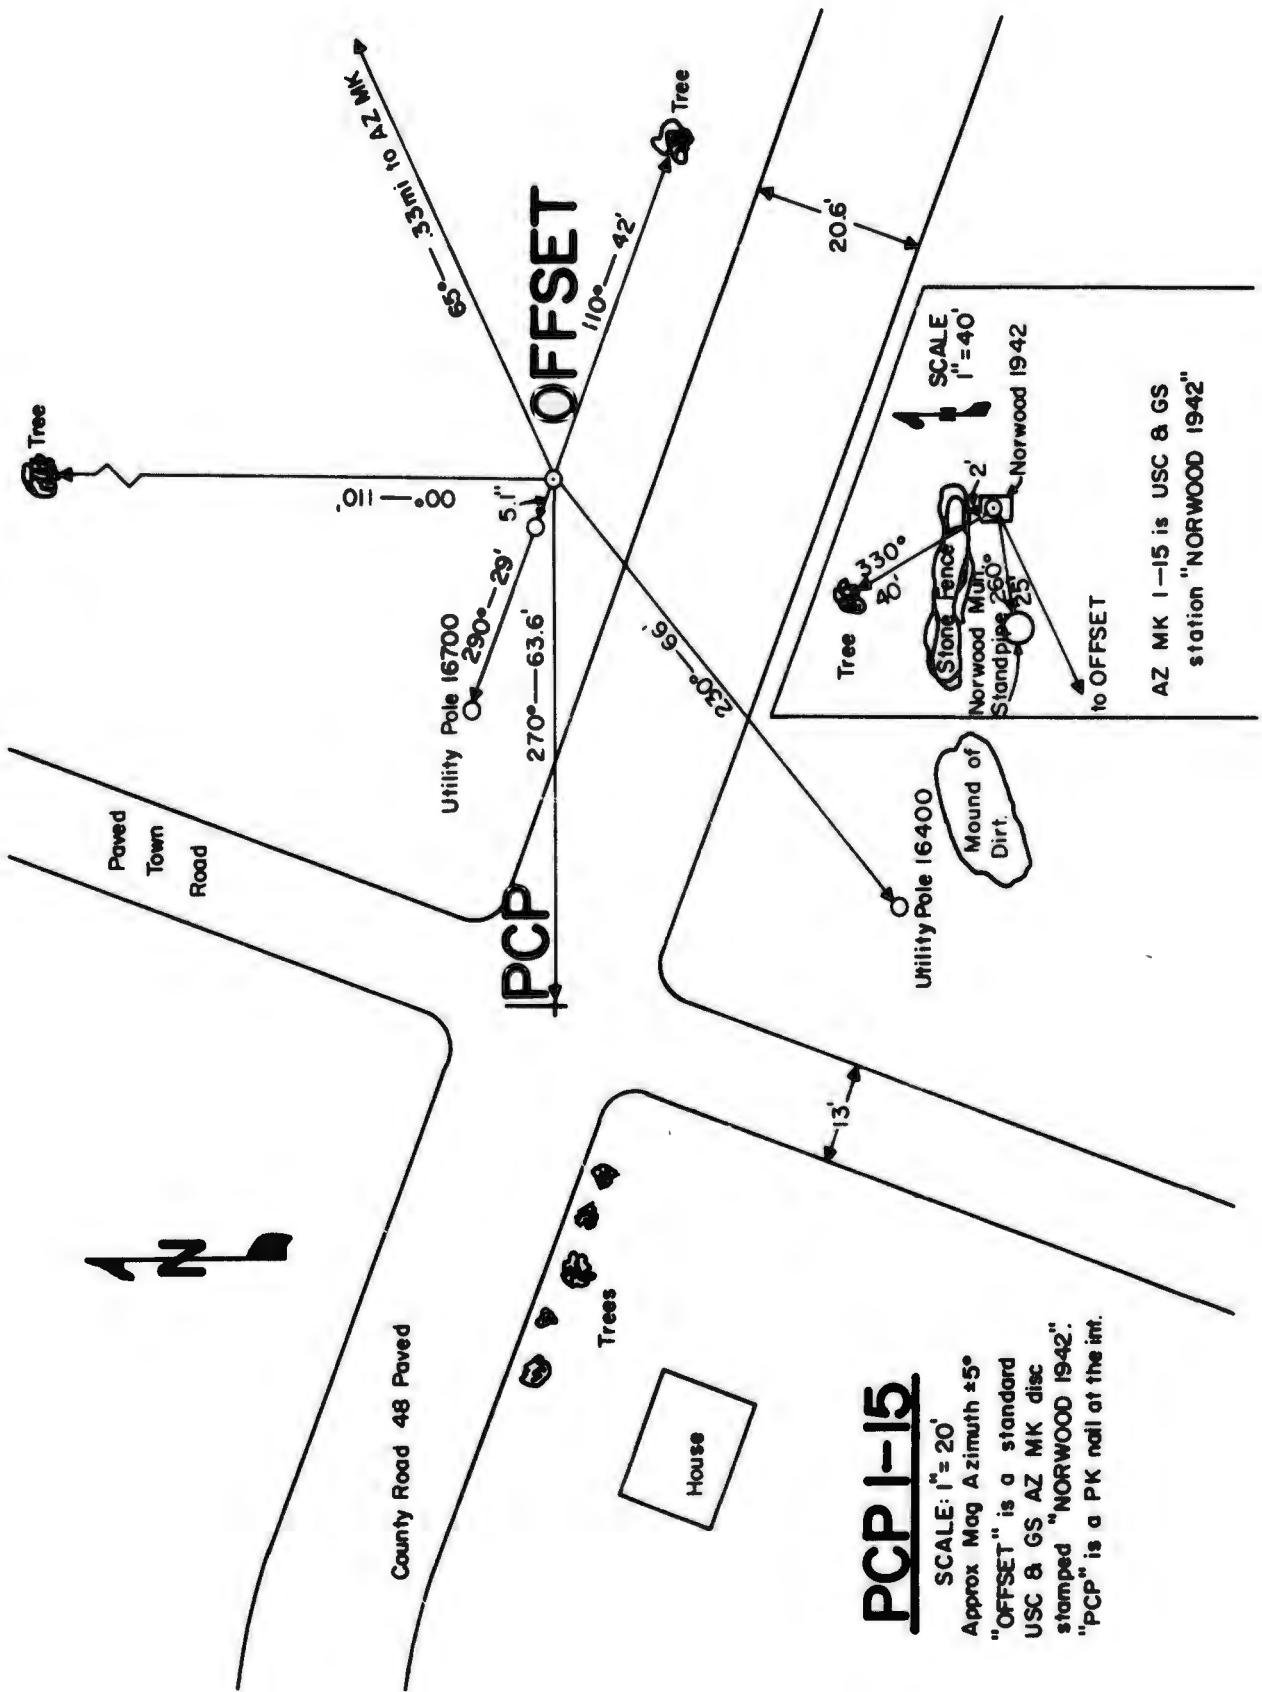 Tree
00°—110'
65°—.33mi to AZ MK
OFFSET
110°—42'
Tree
5.1"
290°—29'
Utility Pole 16700
270°—63.6'
230°—66'
20.6'
Paved
Town
Road
PCP
N
County Road 48 Paved
Trees
House
13'
Utility Pole 16400
Mound of
Dirt.
Tree
330°
40'
Stone Fence
2'
N
SCALE
1"=40'
Norwood 1942
Norwood Mun.
Standpipe 260°
25'
to OFFSET
AZ MK 1-15 is USC & GS
station "NORWOOD 1942"
PCP 1-15
SCALE: 1"= 20'
Approx Mag Azimuth ±5°
"OFFSET" is a standard
USC & GS AZ MK disc
stamped "NORWOOD 1942".
"PCP" is a PK nail at the int.